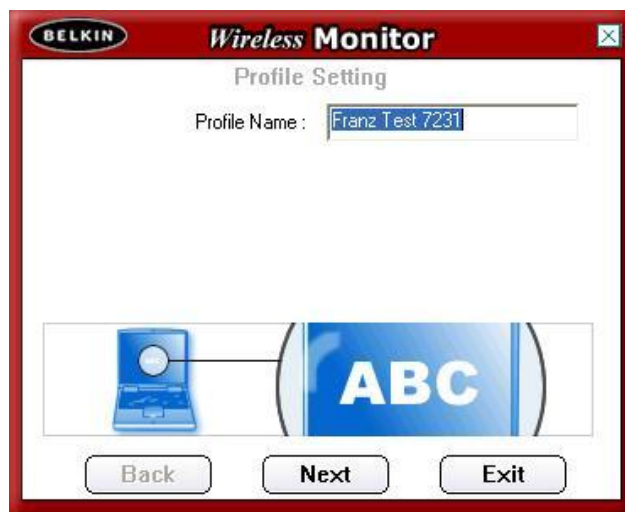 BELKIN Wireless Monitor
Profile Setting
Profile Name : Franz Test 7231
ABC
Back Next Exit